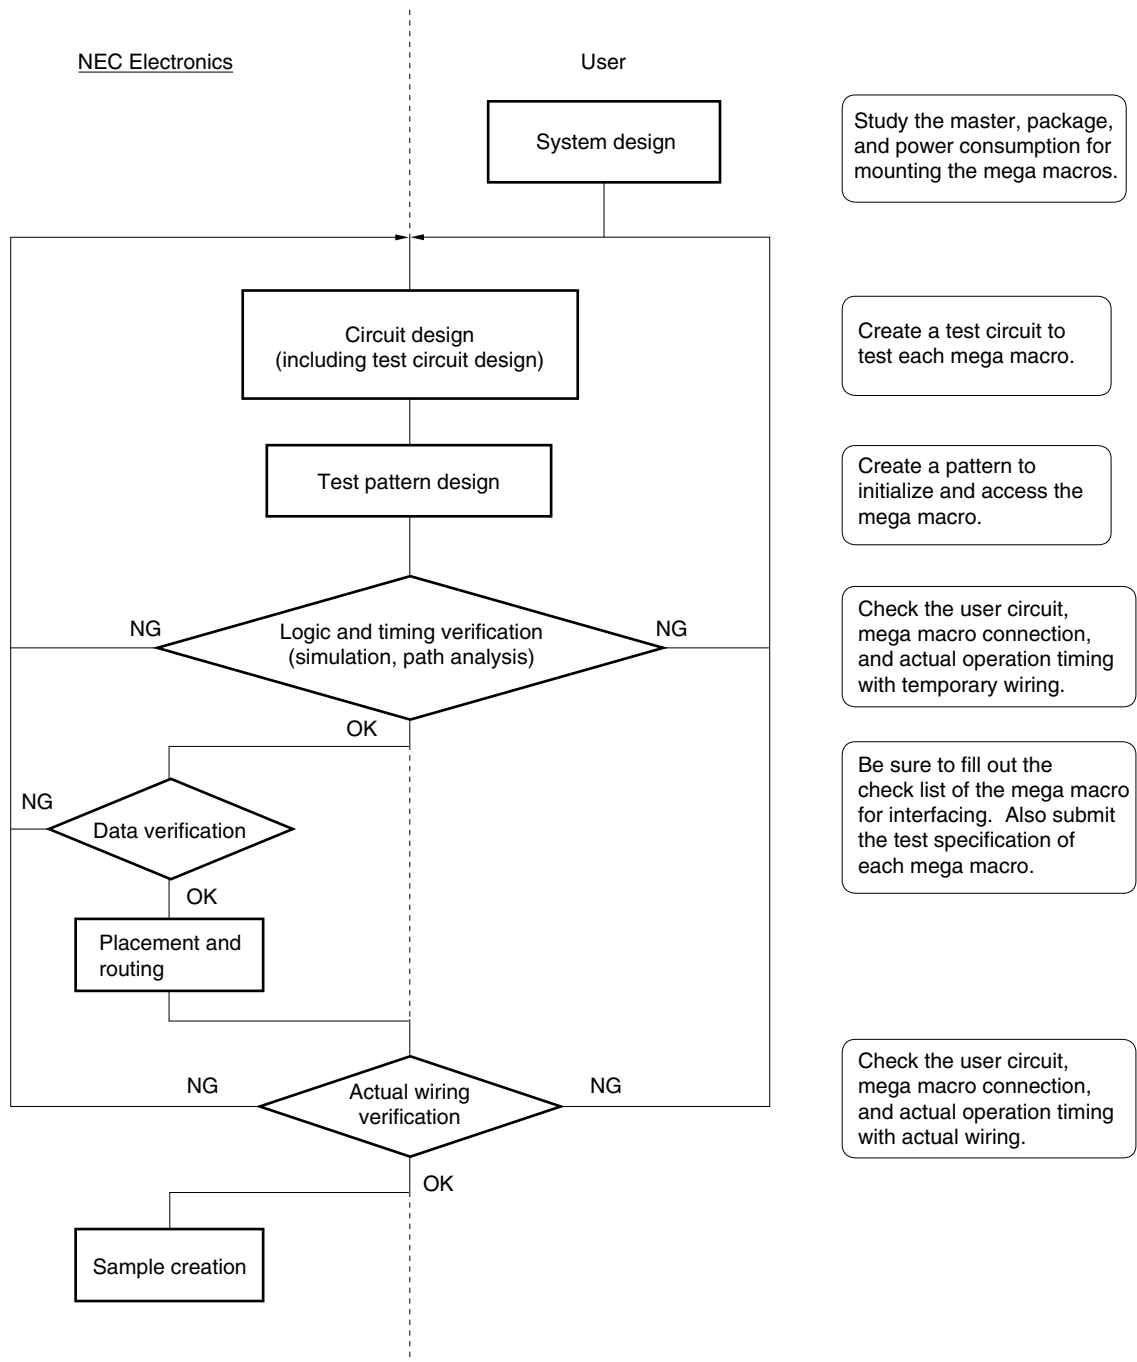 NEC Electronics
User
System design
Study the master, package,
and power consumption for
mounting the mega macros.
Circuit design
(including test circuit design)
Create a test circuit to
test each mega macro.
Test pattern design
Create a pattern to
initialize and access the
mega macro.
NG
Logic and timing verification
(simulation, path analysis)
NG
Check the user circuit,
mega macro connection,
and actual operation timing
with temporary wiring.
OK
NG
Data verification
Be sure to fill out the
check list of the mega macro
for interfacing.  Also submit
the test specification of
each mega macro.
OK
Placement and
routing
NG
Actual wiring
verification
NG
Check the user circuit,
mega macro connection,
and actual operation timing
with actual wiring.
OK
Sample creation